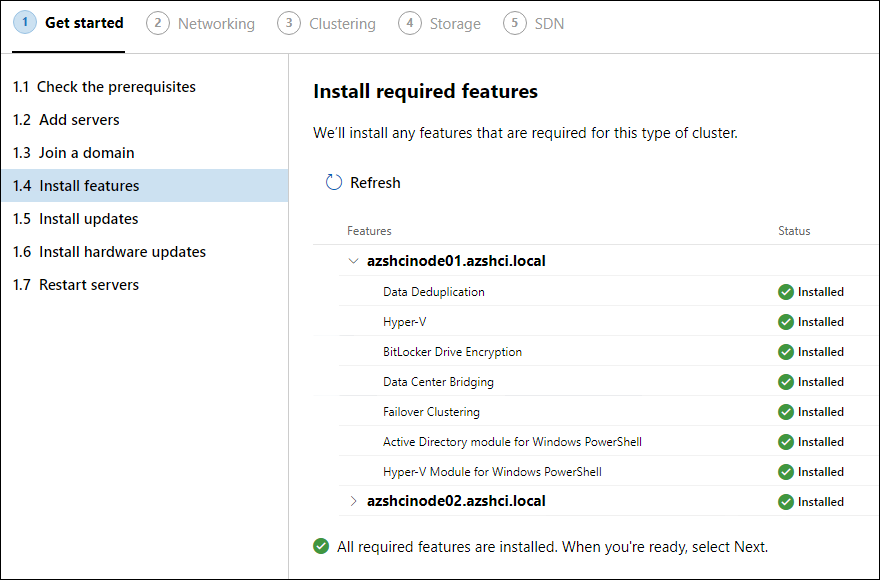 1 Get started 2 Networking 3 Clustering 4 Storage 5 SDN
1.1 Check the prerequisites
1.2 Add servers
1.3 Join a domain
1.4 Install features
1.5 Install updates
1.6 Install hardware updates
1.7 Restart servers
Install required features
We'll install any features that are required for this type of cluster.
Refresh
Features Status
azshcinode01.azshci.local
Data Deduplication Installed
Hyper-V Installed
BitLocker Drive Encryption Installed
Data Center Bridging Installed
Failover Clustering Installed
Active Directory module for Windows PowerShell Installed
Hyper-V Module for Windows PowerShell Installed
azshcinode02.azshci.local Installed
All required features are installed. When you're ready, select Next.